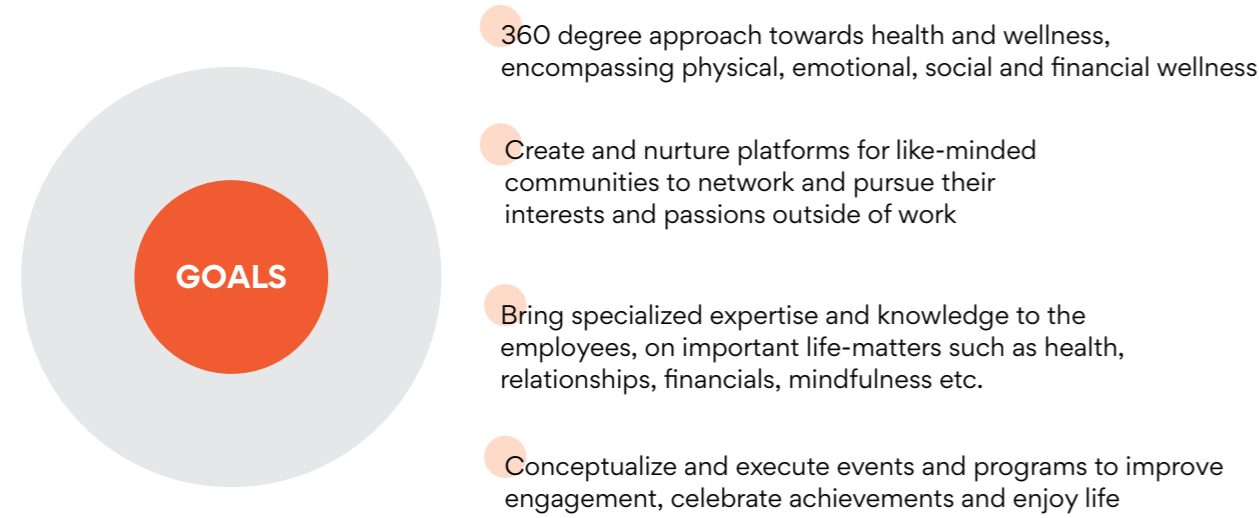 GOALS
360 degree approach towards health and wellness,
encompassing physical, emotional, social and financial wellness
Create and nurture platforms for like-minded
communities to network and pursue their
interests and passions outside of work
Bring specialized expertise and knowledge to the
employees, on important life-matters such as health,
relationships, financials, mindfulness etc.
Conceptualize and execute events and programs to improve
engagement, celebrate achievements and enjoy life